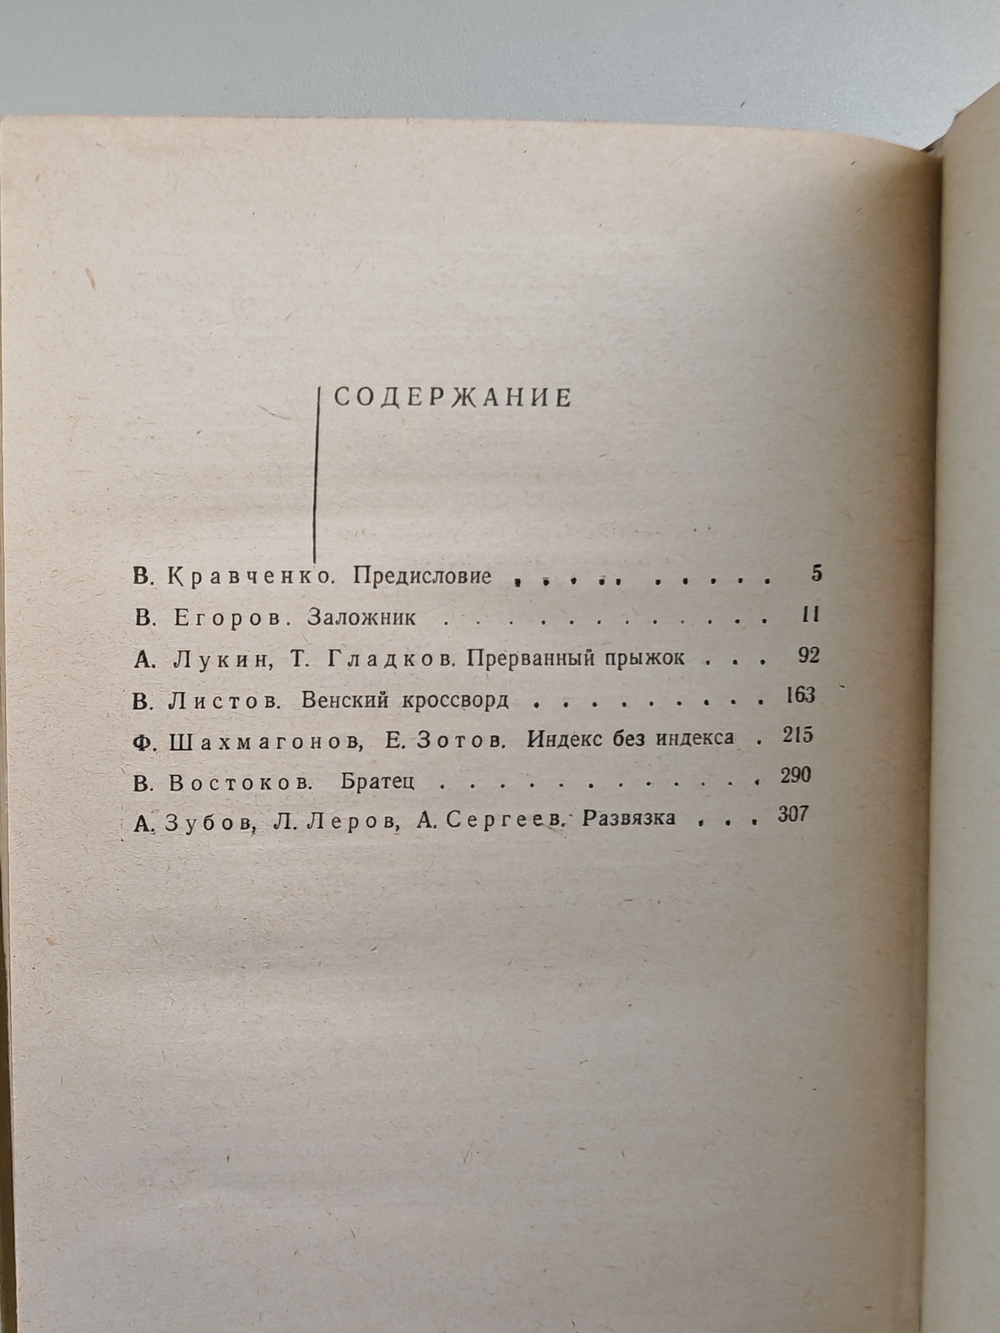 СОДЕРЖАНИЕ
В. Кравченко. Предисловие . . . . . . . . . . 5
В. Егоров. Заложник . . . . . . . . . . . 11
А. Лукин, Т. Гладков. Прерванный прыжок . . . 92
В. Листов. Венский кроссворд . . . . . . . . . 163
Ф. Шахмагонов, Е. Зотов. Индекс без индекса . 215
В. Востоков. Братец . . . . . . . . . . . . 290
А. Зубов, Л. Леров, А. Сергеев. Развязка . . . 307